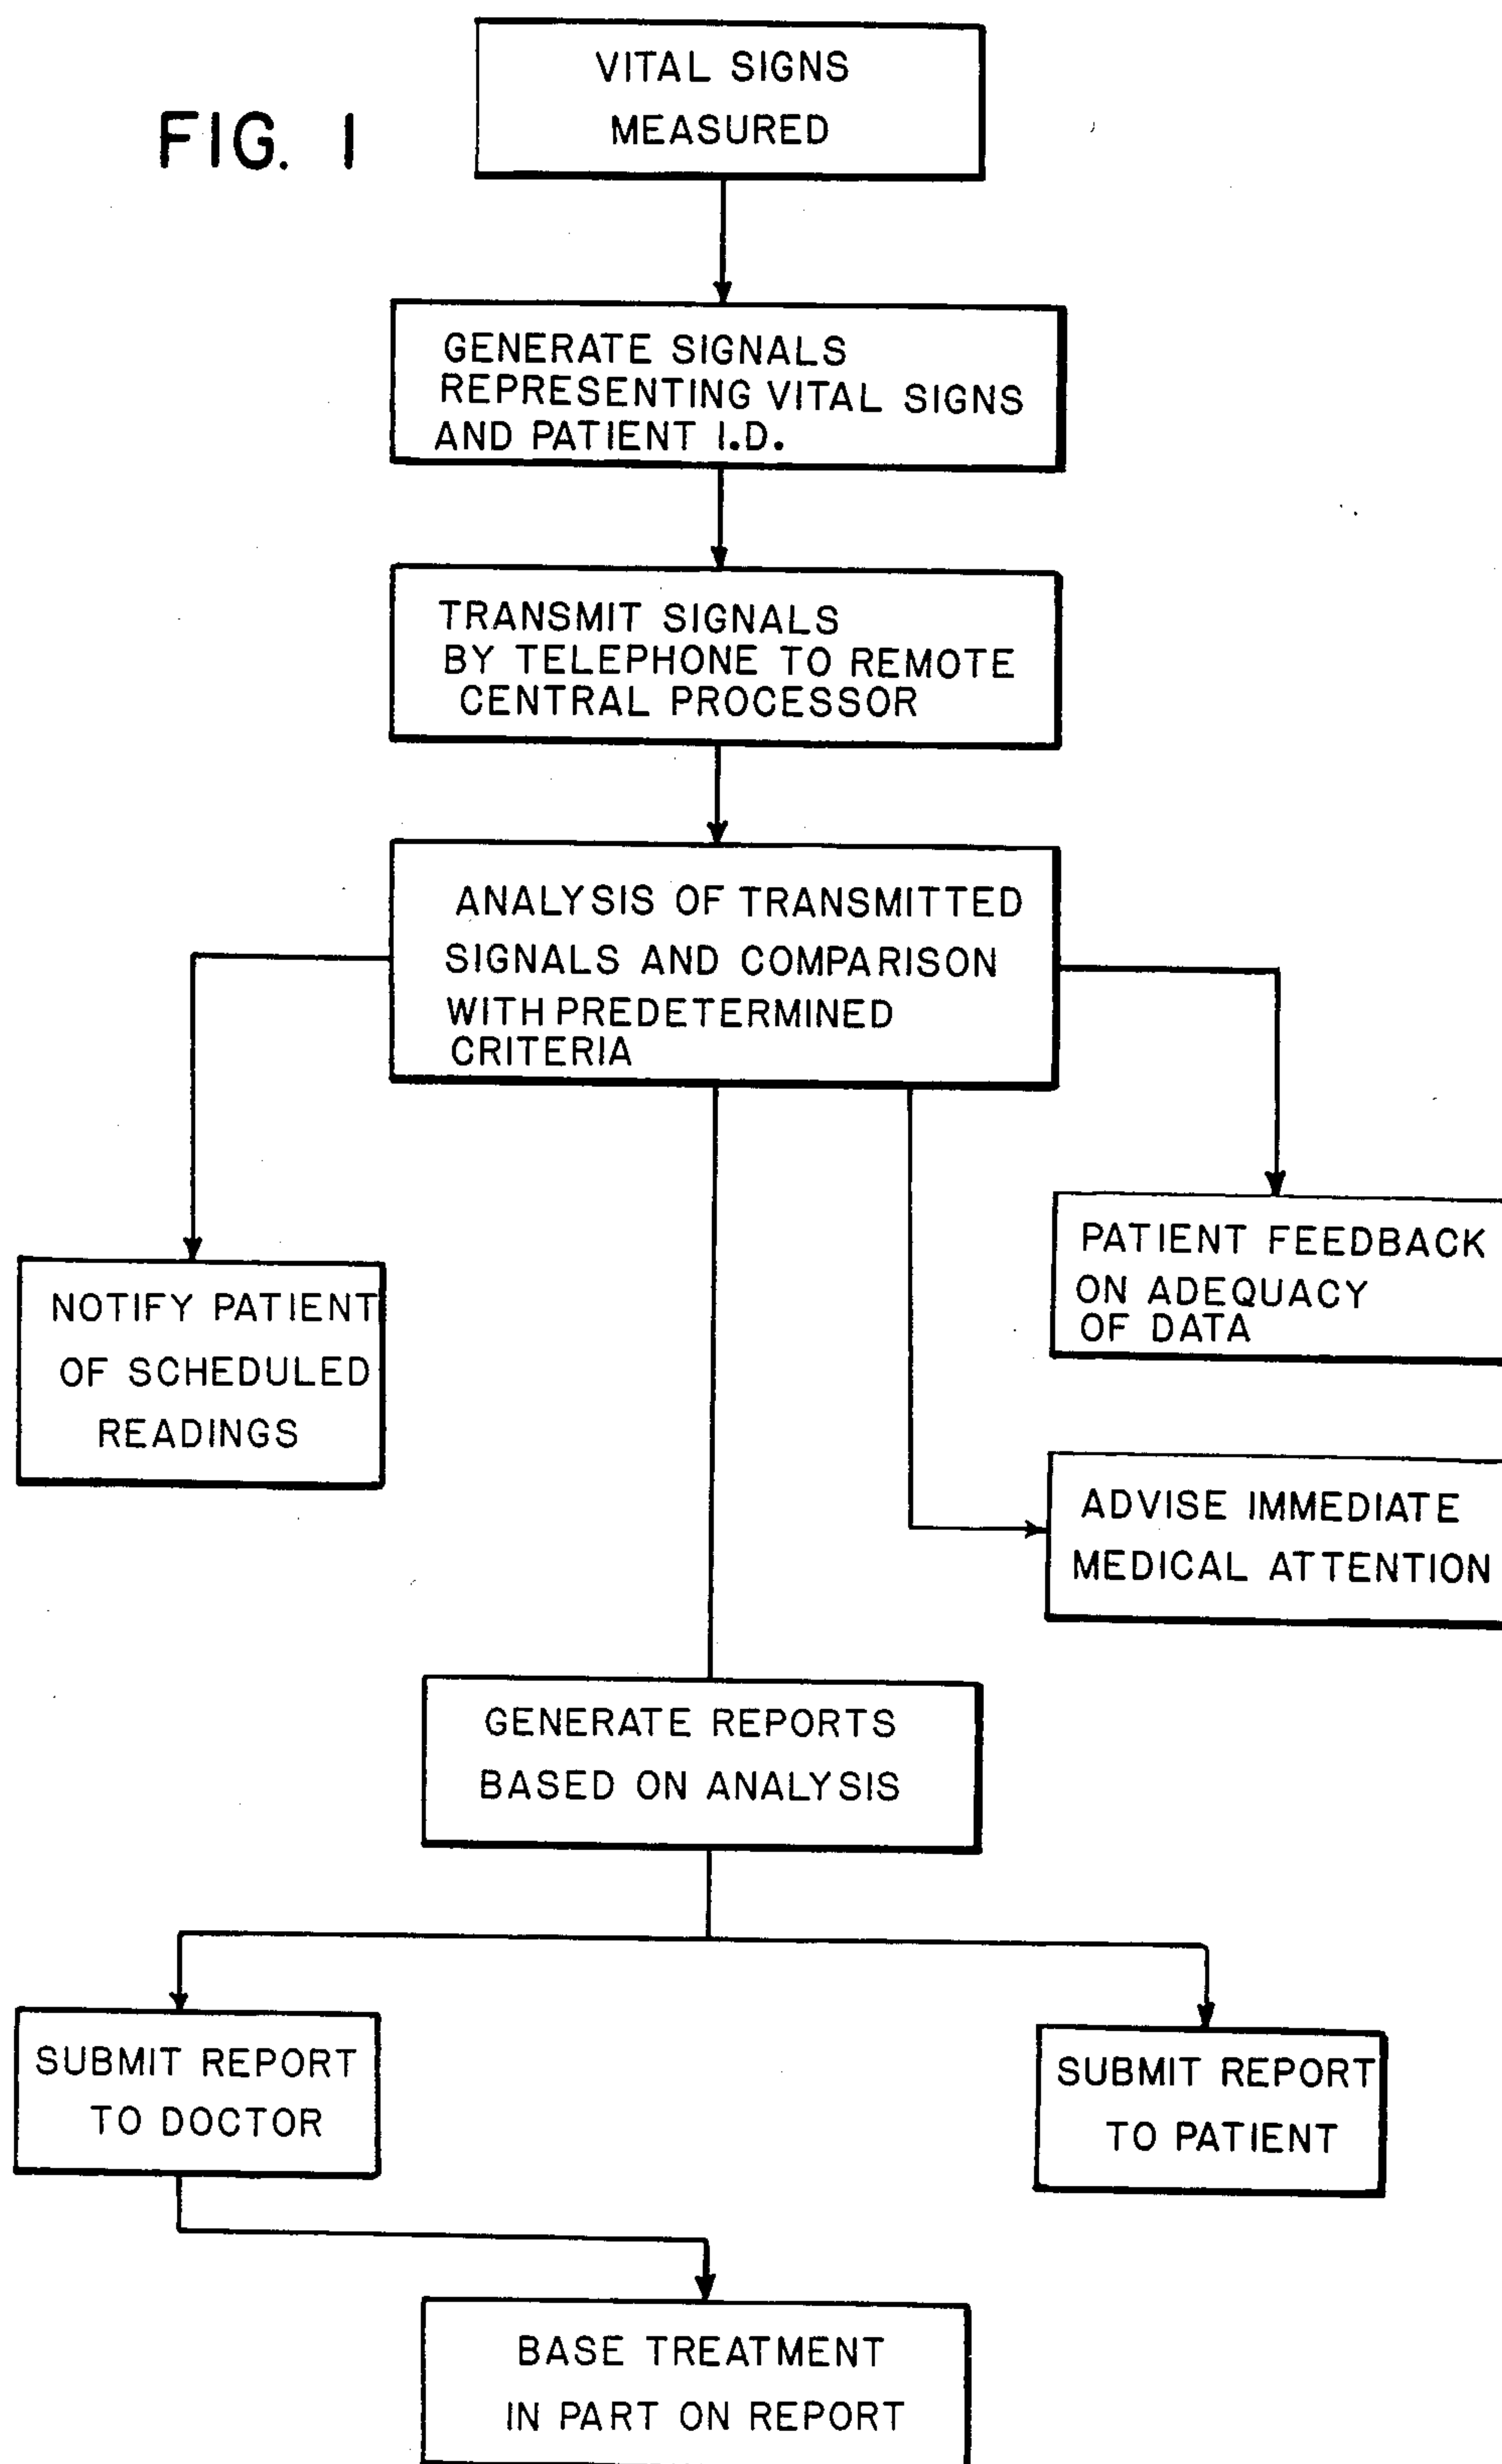 FIG. 1
VITAL SIGNS
MEASURED
GENERATE SIGNALS
REPRESENTING VITAL SIGNS
AND PATIENT I.D.
TRANSMIT SIGNALS
BY TELEPHONE TO REMOTE
CENTRAL PROCESSOR
ANALYSIS OF TRANSMITTED
SIGNALS AND COMPARISON
WITH PREDETERMINED
CRITERIA
NOTIFY PATIENT
OF SCHEDULED
READINGS
PATIENT FEEDBACK
ON ADEQUACY
OF DATA
ADVISE IMMEDIATE
MEDICAL ATTENTION
GENERATE REPORTS
BASED ON ANALYSIS
SUBMIT REPORT
TO DOCTOR
SUBMIT REPORT
TO PATIENT
BASE TREATMENT
IN PART ON REPORT